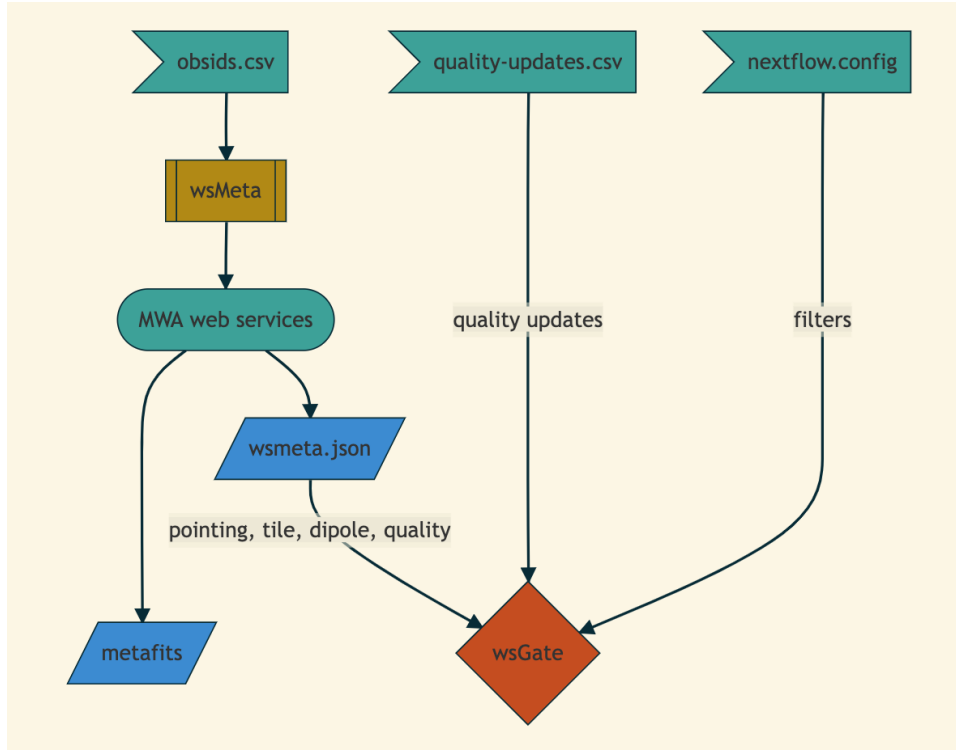 obsids.csv
quality-updates.csv
nextflow.config
wsMeta
MWA web services
quality updates
filters
wsmeta.json
pointing, tile, dipole, quality
metafits
wsGate